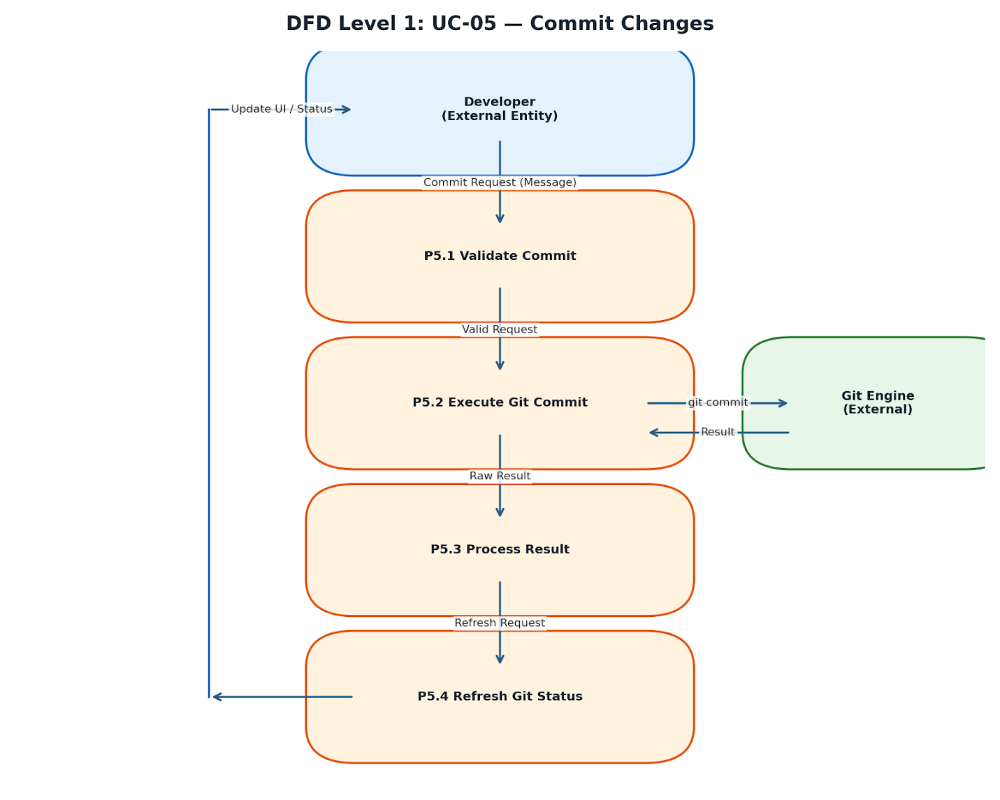 DFD Level 1: UC-05 — Commit Changes
Developer
(External Entity)
Update UI / Status
Commit Request (Message)
P5.1 Validate Commit
Valid Request
P5.2 Execute Git Commit
git commit
Result
Git Engine
(External)
Raw Result
P5.3 Process Result
Refresh Request
P5.4 Refresh Git Status